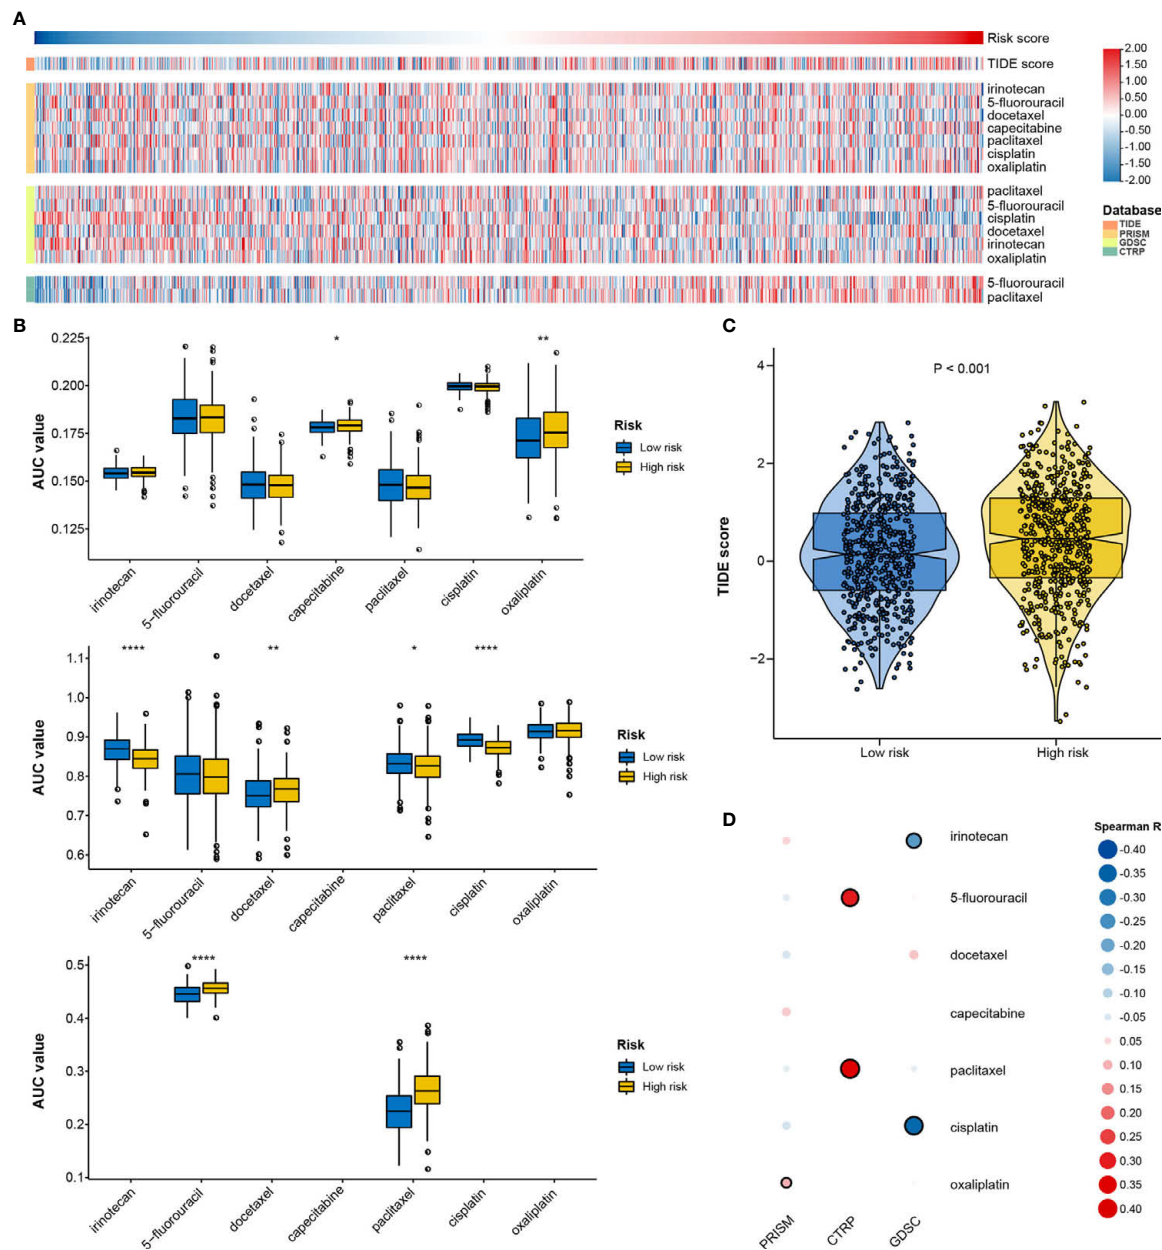 A
Risk score
TIDE score
irinotecan
5-fluorouracil
docetaxel
capecitabine
paclitaxel
cisplatin
oxaliplatin
paclitaxel
5-fluorouracil
cisplatin
docetaxel
irinotecan
oxaliplatin
5-fluorouracil
paclitaxel
2.00
1.50
1.00
0.50
0.00
-0.50
-1.00
-1.50
-2.00
Database
TIDE
PRISM
GDSC
CTRP
B
AUC value
0.225
0.200
0.175
0.150
0.125
*
**
irinotecan
5−fluorouracil
docetaxel
capecitabine
paclitaxel
cisplatin
oxaliplatin
Risk
Low risk
High risk
AUC value
1.1
1.0
0.9
0.8
0.7
0.6
****
**
*
****
irinotecan
5−fluorouracil
docetaxel
capecitabine
paclitaxel
cisplatin
oxaliplatin
Risk
Low risk
High risk
AUC value
0.5
0.4
0.3
0.2
0.1
****
****
irinotecan
5−fluorouracil
docetaxel
capecitabine
paclitaxel
cisplatin
oxaliplatin
Risk
Low risk
High risk
C
TIDE score
4
2
0
−2
P < 0.001
Low risk
High risk
D
irinotecan
5-fluorouracil
docetaxel
capecitabine
paclitaxel
cisplatin
oxaliplatin
PRISM
CTRP
GDSC
Spearman R
-0.40
-0.35
-0.30
-0.25
-0.20
-0.15
-0.10
-0.05
0.05
0.10
0.15
0.20
0.25
0.30
0.35
0.40